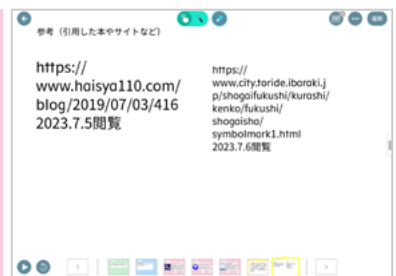 参考（引用した本やサイトなど）
https://
www.haisya110.com/
blog/2019/07/03/416
2023.7.5閲覧
https://
www.city.toride.ibaraki.j
p/shogaifukushi/kurashi/
kenko/fukushi/
shogaisha/
symbolmark1.html
2023.7.6閲覧